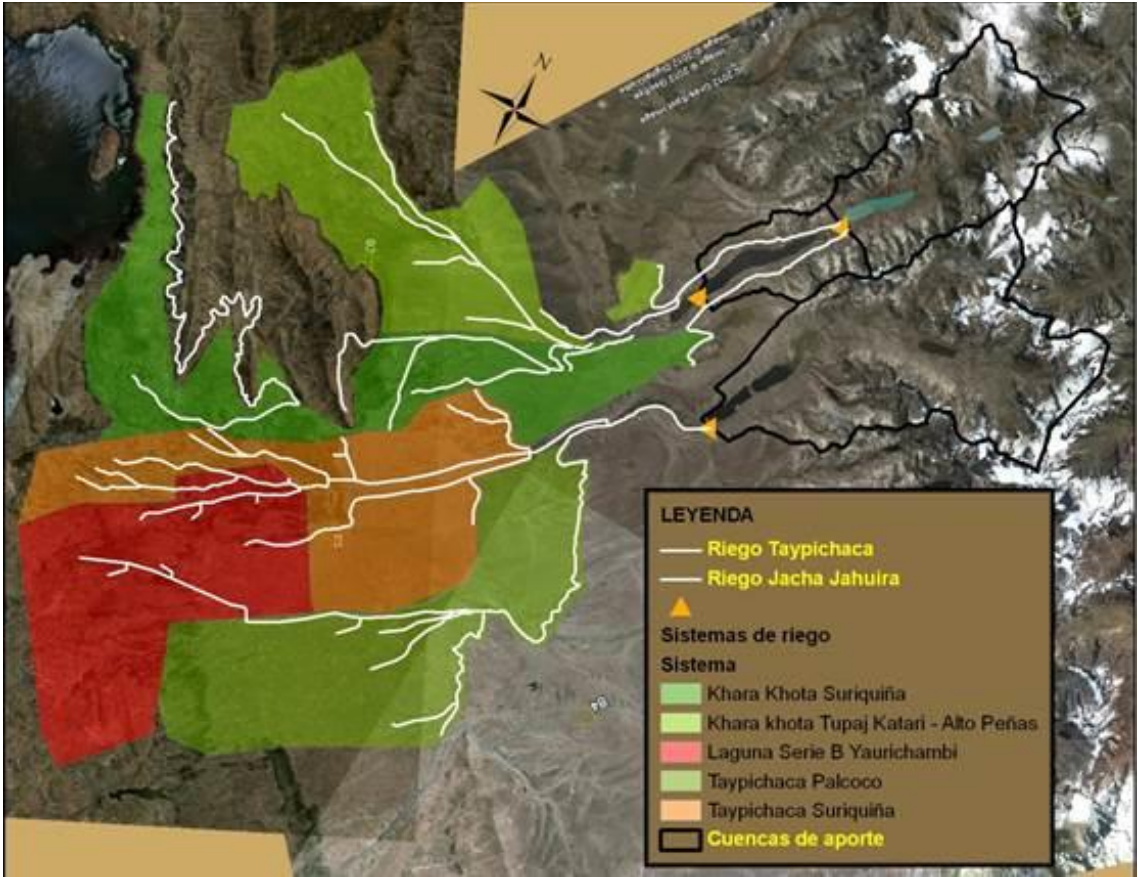 N
LEYENDA
Riego Taypichaca
Riego Jacha Jahuira
Sistemas de riego
Sistema
Khara Khota Suriquiña
Khara khota Tupaj Katari - Alto Peñas
Laguna Serie B Yaurichambi
Taypichaca Palcoco
Taypichaca Suriquiña
Cuencas de aporte